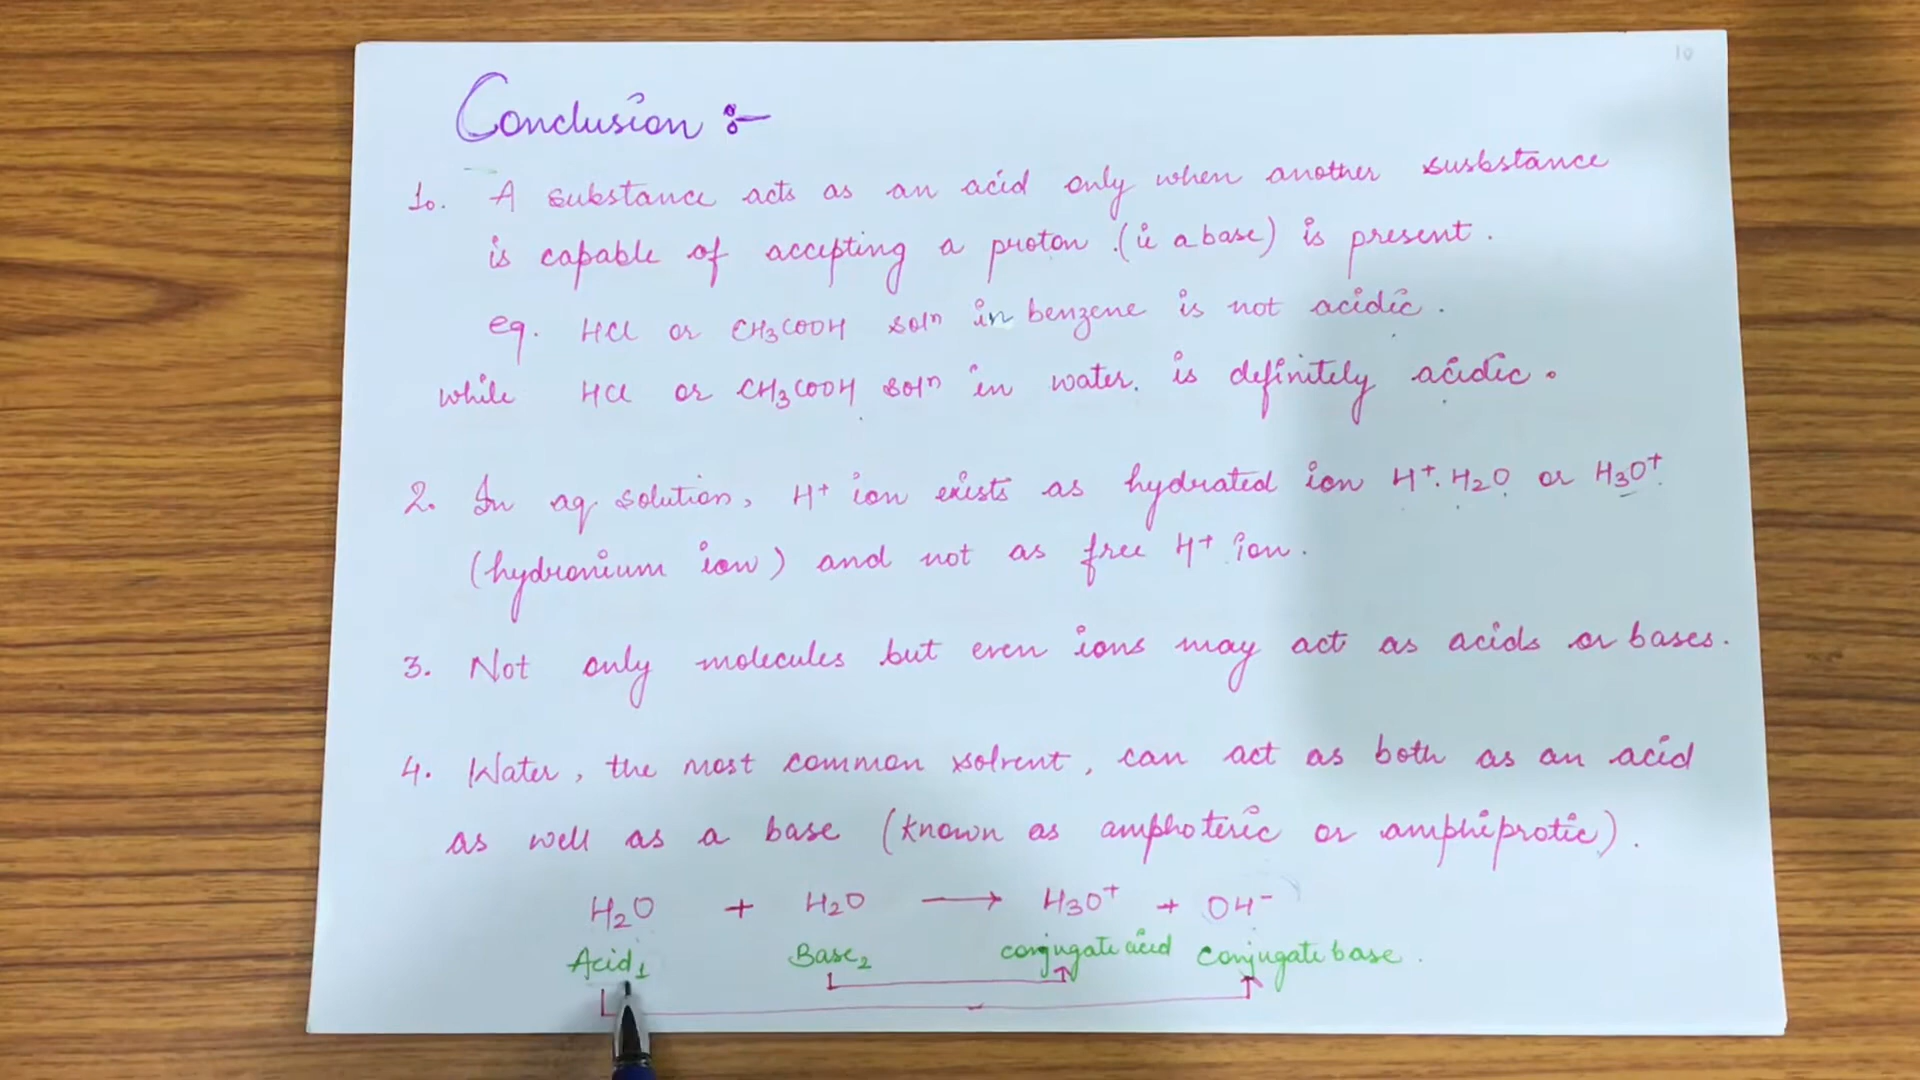 10
Conclusion :-
1. A substance acts as an acid only when another susbstance
is capable of accepting a proton (ie a base) is present.
eg. HCl or CH3COOH soln in benzene is not acidic.
while HCl or CH3COOH soln in water. is definitely acidic.
2. In aq. solution, H+ ion exists as hydrated ion H+. H2O or H3O+
(hydronium ion) and not as free H+ ion.
3. Not only molecules but even ions may act as acids or bases.
4. Water, the most common solvent, can act as both as an acid
as well as a base (known as amphoteric or amphiprotic).
H2O + H2O → H3O+ + OH-
Acid1 Base2 conjugate acid Conjugate base.